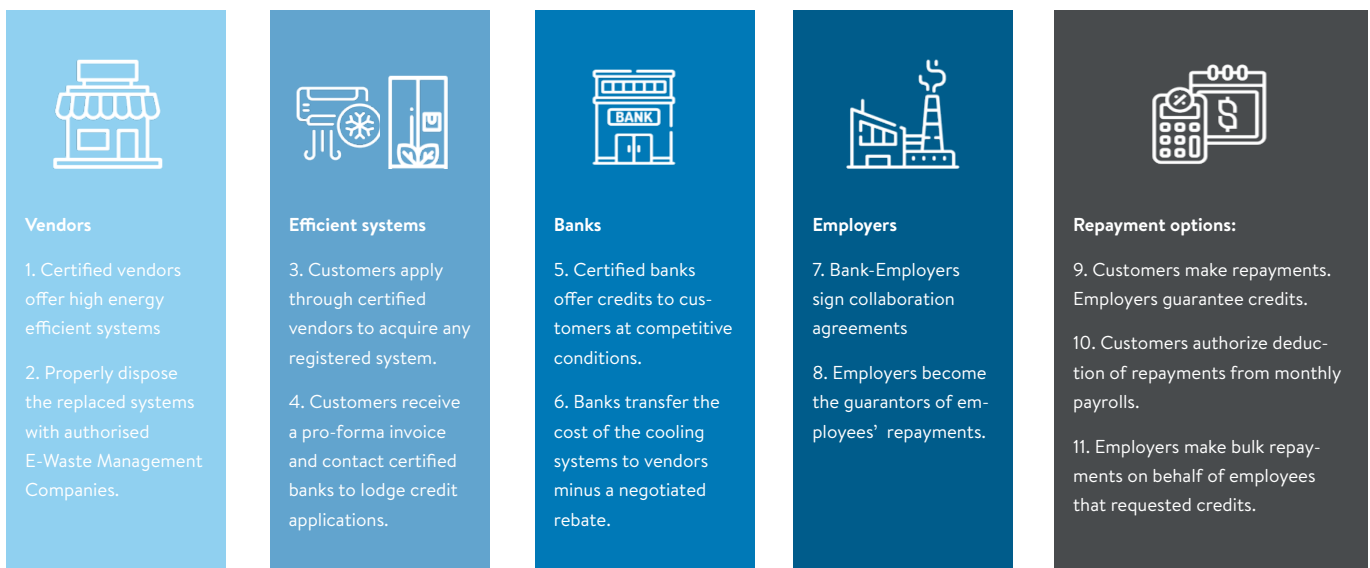 Vendors
1. Certified vendors
offer high energy
efficient systems
2. Properly dispose
the replaced systems
with authorised
E-Waste Management
Companies.
Efficient systems
3. Customers apply
through certified
vendors to acquire any
registered system.
4. Customers receive
a pro-forma invoice
and contact certified
banks to lodge credit
applications.
BANK
Banks
5. Certified banks
offer credits to cus-
tomers at competitive
conditions.
6. Banks transfer the
cost of the cooling
systems to vendors
minus a negotiated
rebate.
$
Employers
7. Bank-Employers
sign collaboration
agreements
8. Employers become
the guarantors of em-
ployees’  repayments.
%
$
Repayment options:
9. Customers make repayments.
Employers guarantee credits.
10. Customers authorize deduc-
tion of repayments from monthly
payrolls.
11. Employers make bulk repay-
ments on behalf of employees
that requested credits.